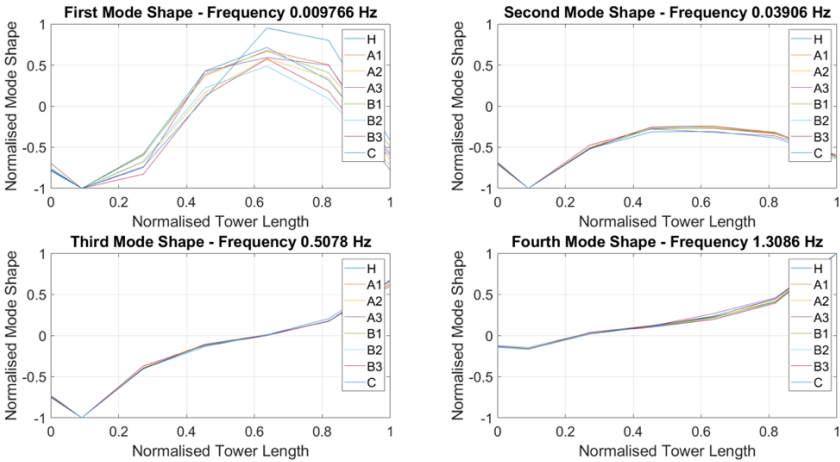 First Mode Shape - Frequency 0.009766 Hz
Normalised Mode Shape
1
0.5
0
-0.5
-1
0 0.2 0.4 0.6 0.8 1
Normalised Tower Length
H
A1
A2
A3
B1
B2
B3
C
Second Mode Shape - Frequency 0.03906 Hz
Normalised Mode Shape
1
0.5
0
-0.5
-1
0 0.2 0.4 0.6 0.8 1
Normalised Tower Length
H
A1
A2
A3
B1
B2
B3
C
Third Mode Shape - Frequency 0.5078 Hz
Normalised Mode Shape
1
0.5
0
-0.5
-1
0 0.2 0.4 0.6 0.8 1
Normalised Tower Length
H
A1
A2
A3
B1
B2
B3
C
Fourth Mode Shape - Frequency 1.3086 Hz
Normalised Mode Shape
1
0.5
0
-0.5
-1
0 0.2 0.4 0.6 0.8 1
Normalised Tower Length
H
A1
A2
A3
B1
B2
B3
C